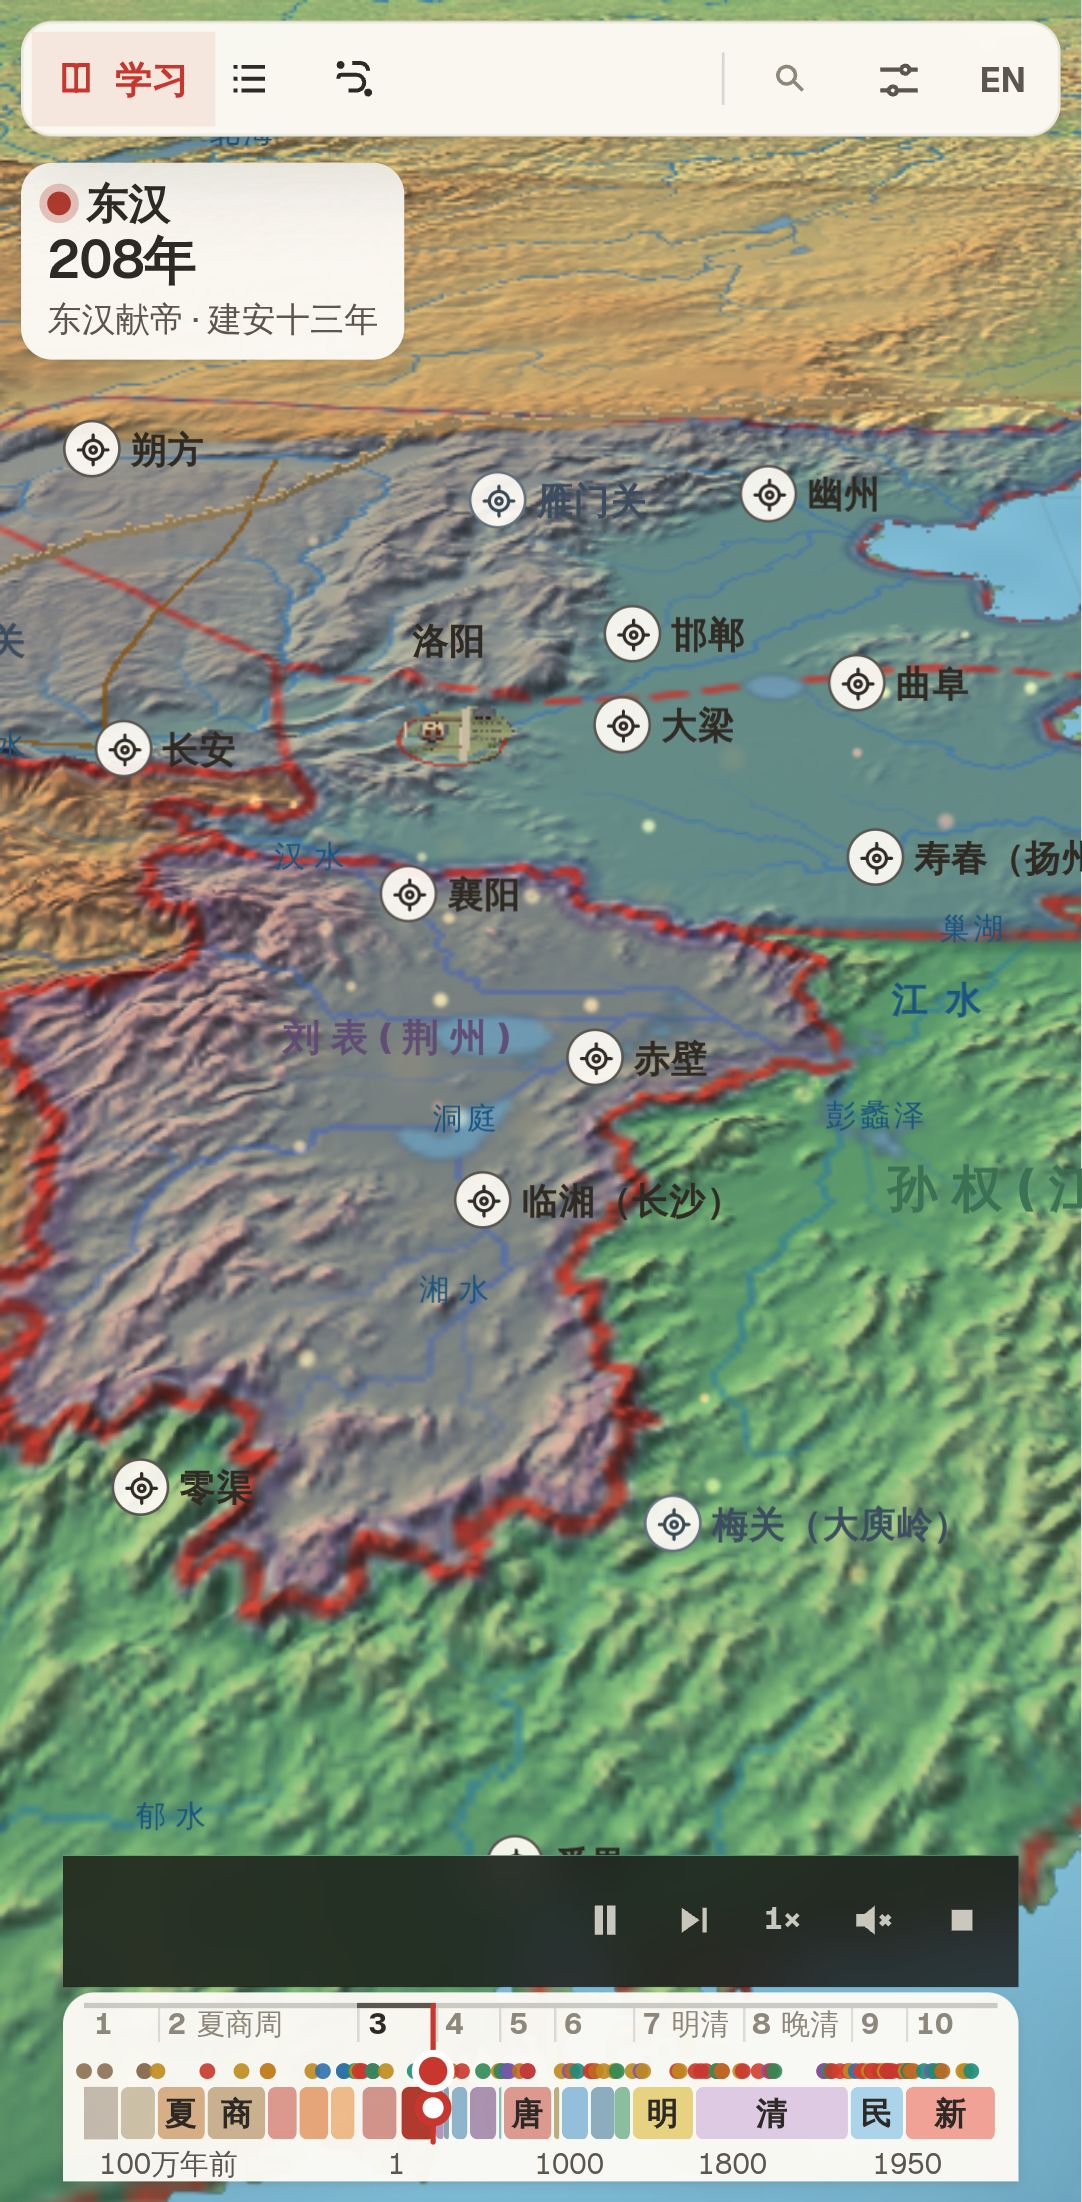 学习
EN
北海
东汉
208年
东汉献帝 · 建安十三年
朔方
雁门关
幽州
关
洛阳
邯郸
曲阜
大梁
水
长安
汉水
襄阳
寿春（扬州
巢湖
江水
刘表(荆州)
赤壁
洞庭
彭蠡泽
孙权(江
临湘（长沙）
湘水
零渠
梅关（大庾岭）
郁水
1×
1
2 夏商周
3
4
5
6
7 明清
8 晚清
9
10
夏
商
唐
明
清
民
新
100万年前
1
1000
1800
1950